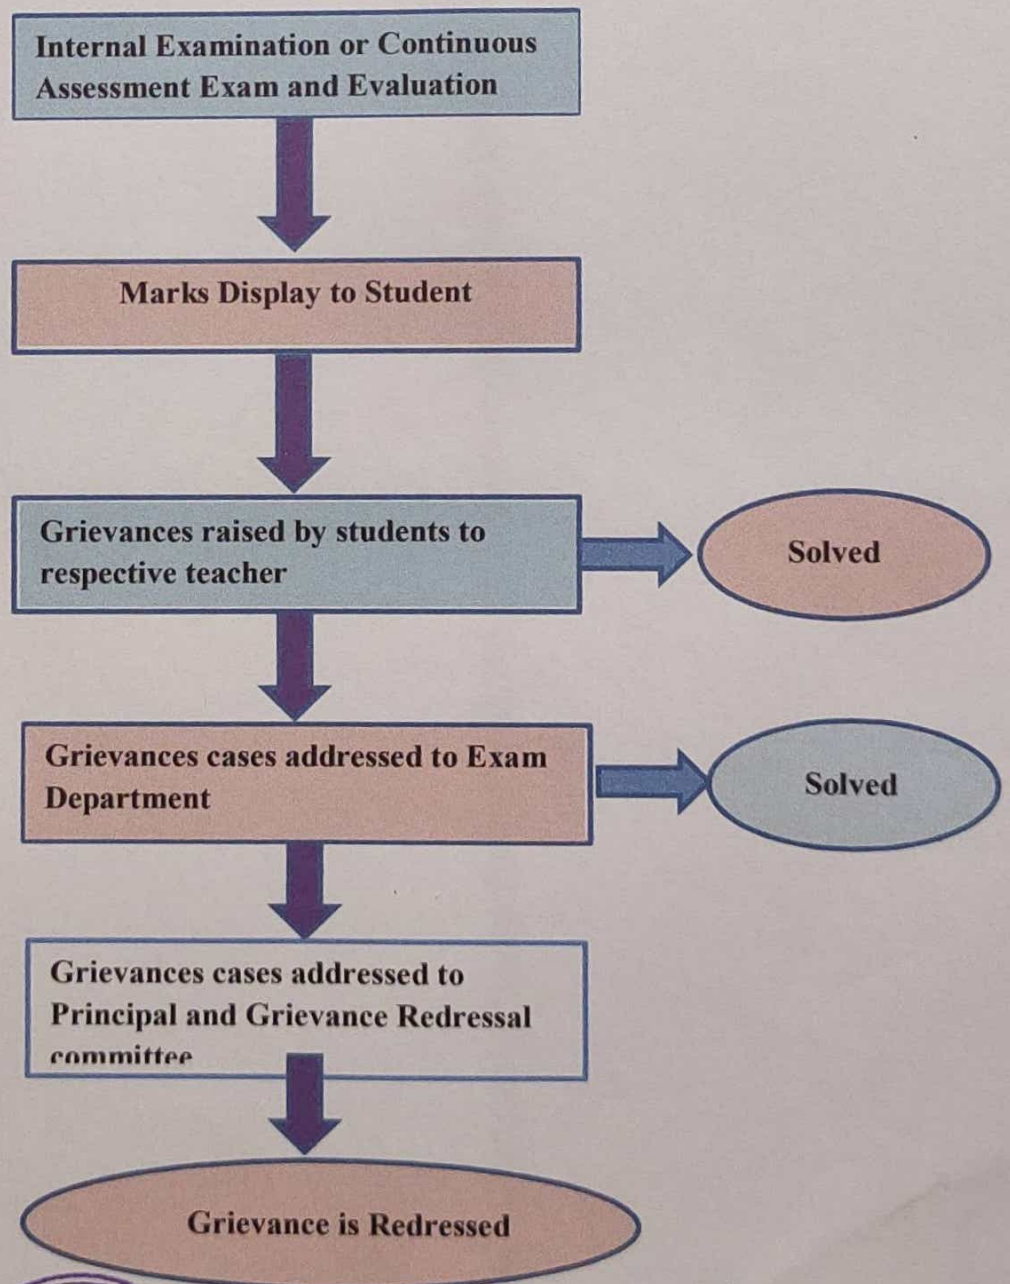 Internal Examination or Continuous
Assessment Exam and Evaluation
Marks Display to Student
Grievances raised by students to
respective teacher
Solved
Grievances cases addressed to Exam
Department
Solved
Grievances cases addressed to
Principal and Grievance Redressal
committee
Grievance is Redressed